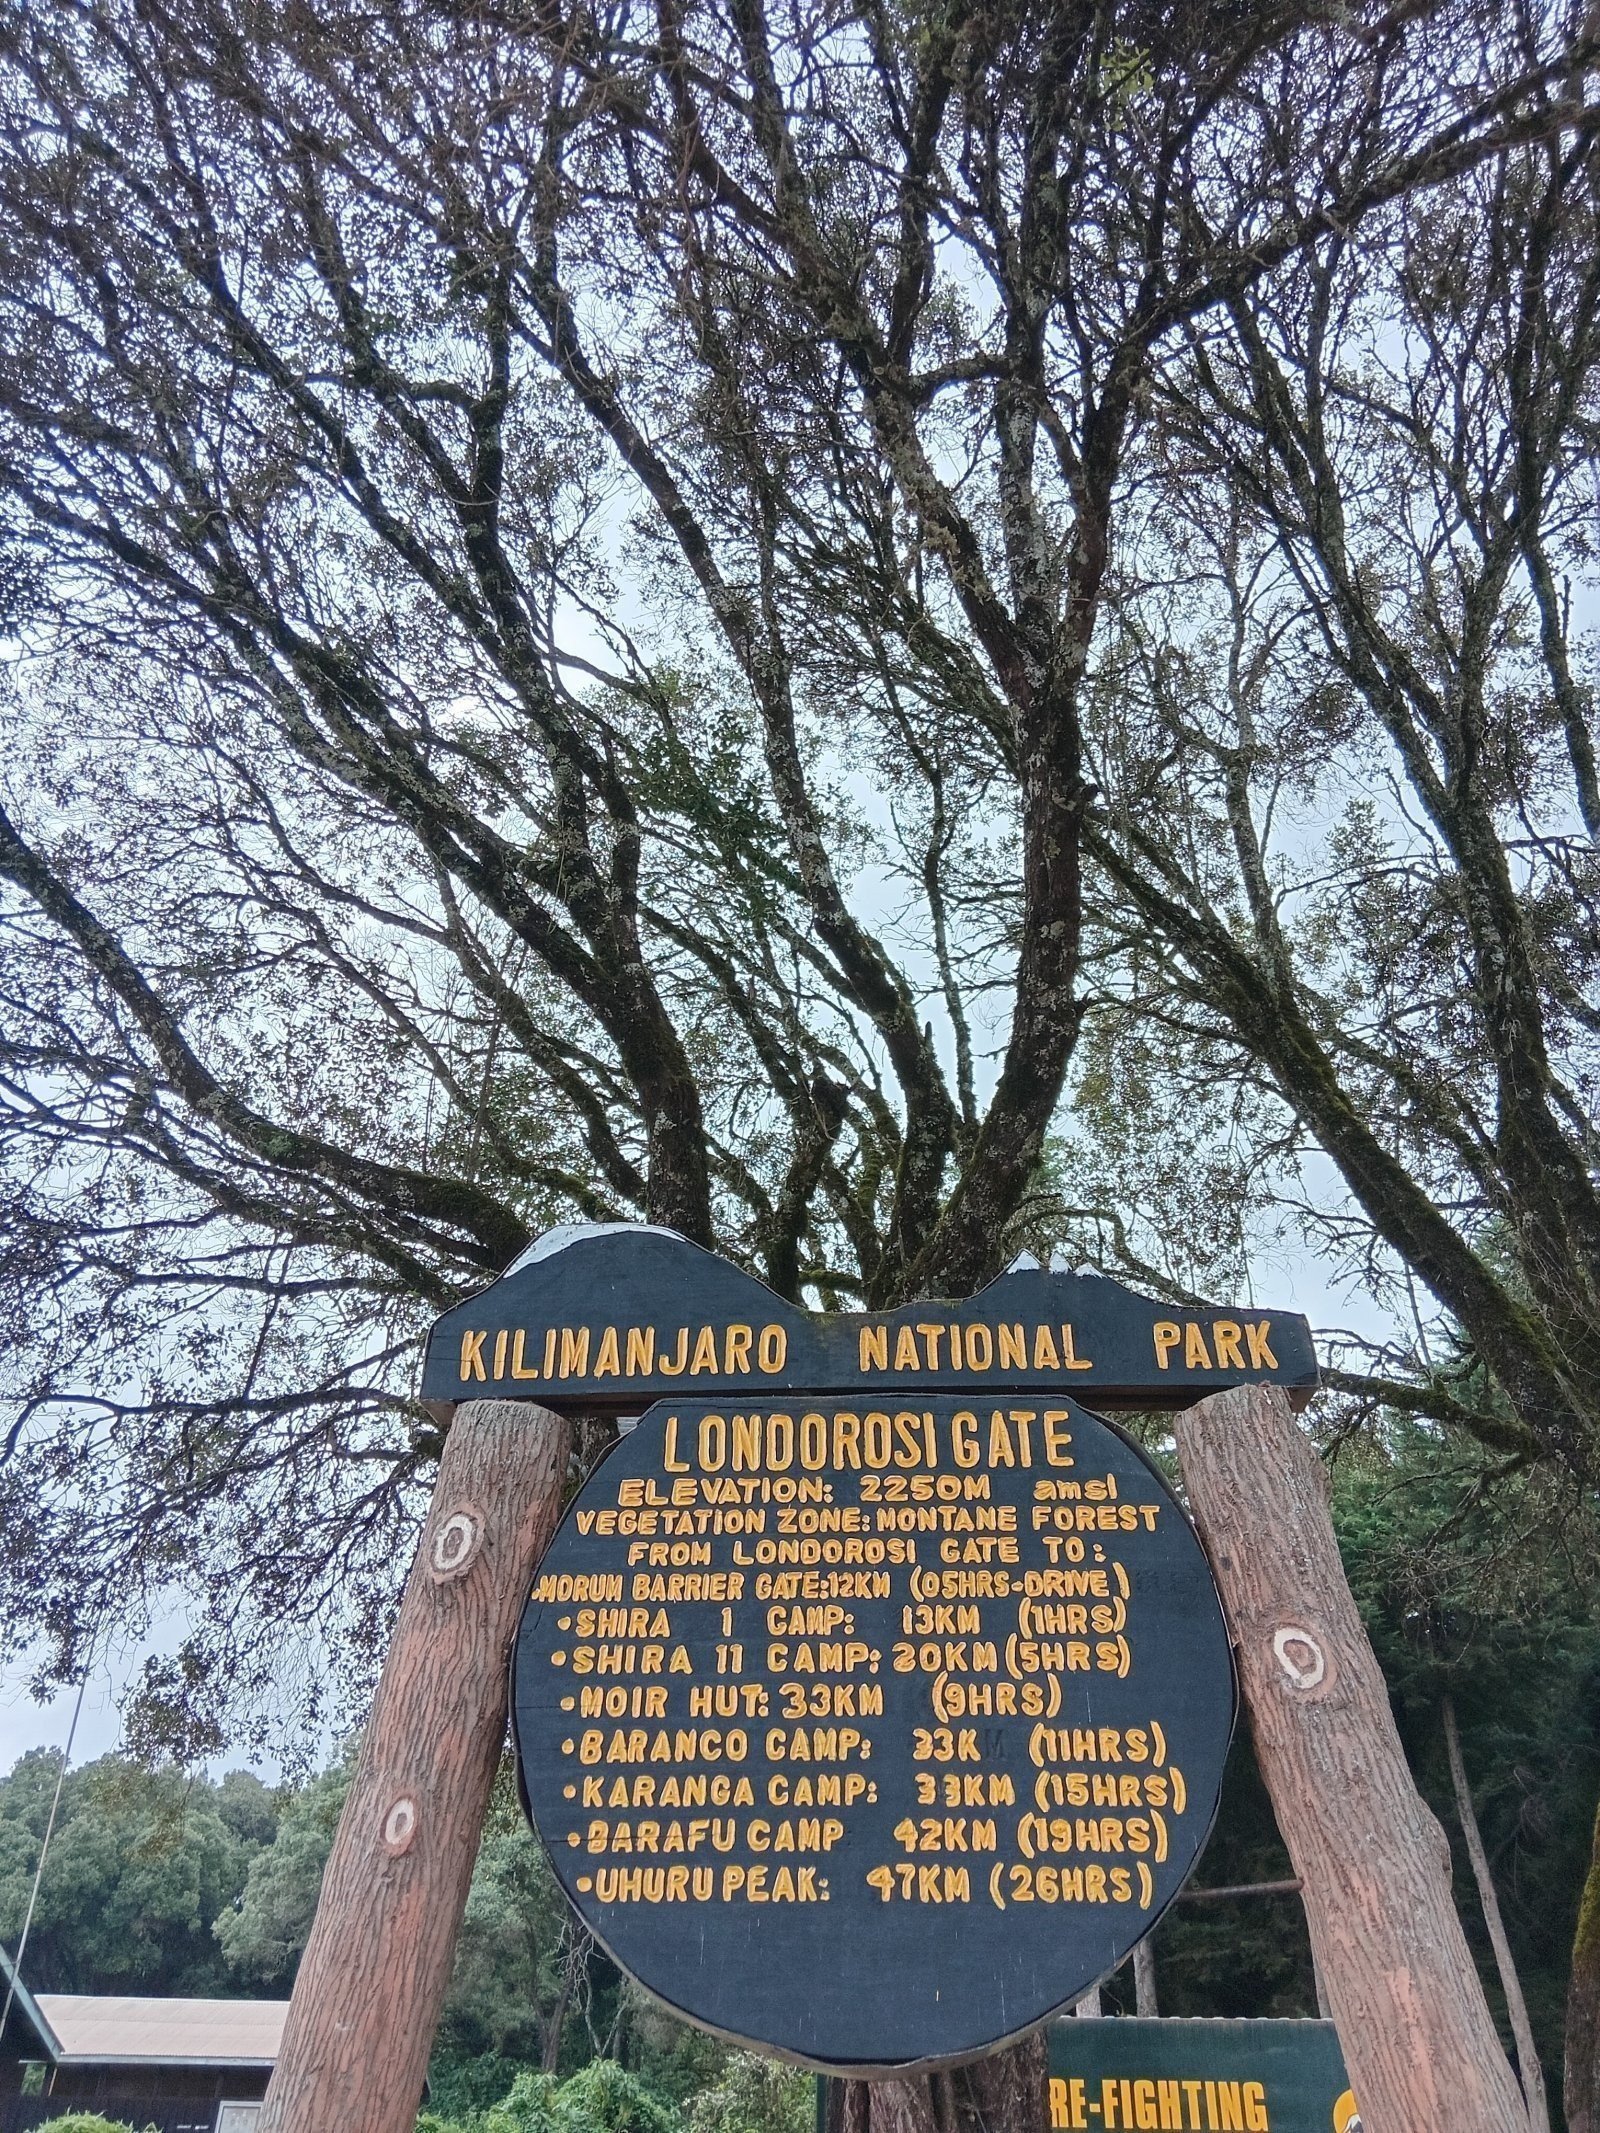 KILIMANJARO NATIONAL PARK
LONDOROSI GATE
ELEVATION: 2250M amsl
VEGETATION ZONE: MONTANE FOREST
FROM LONDOROSI GATE TO:
MORUM BARRIER GATE: 12KM (05HRS-DRIVE)
•SHIRA 1 CAMP: 13KM (1HRS)
•SHIRA 11 CAMP: 20KM (5HRS)
•MOIR HUT: 33KM (9HRS)
•BARANCO CAMP: 33KM (11HRS)
•KARANGA CAMP: 33KM (15HRS)
•BARAFU CAMP 42KM (19HRS)
•UHURU PEAK: 47KM (26HRS)
RE-FIGHTING